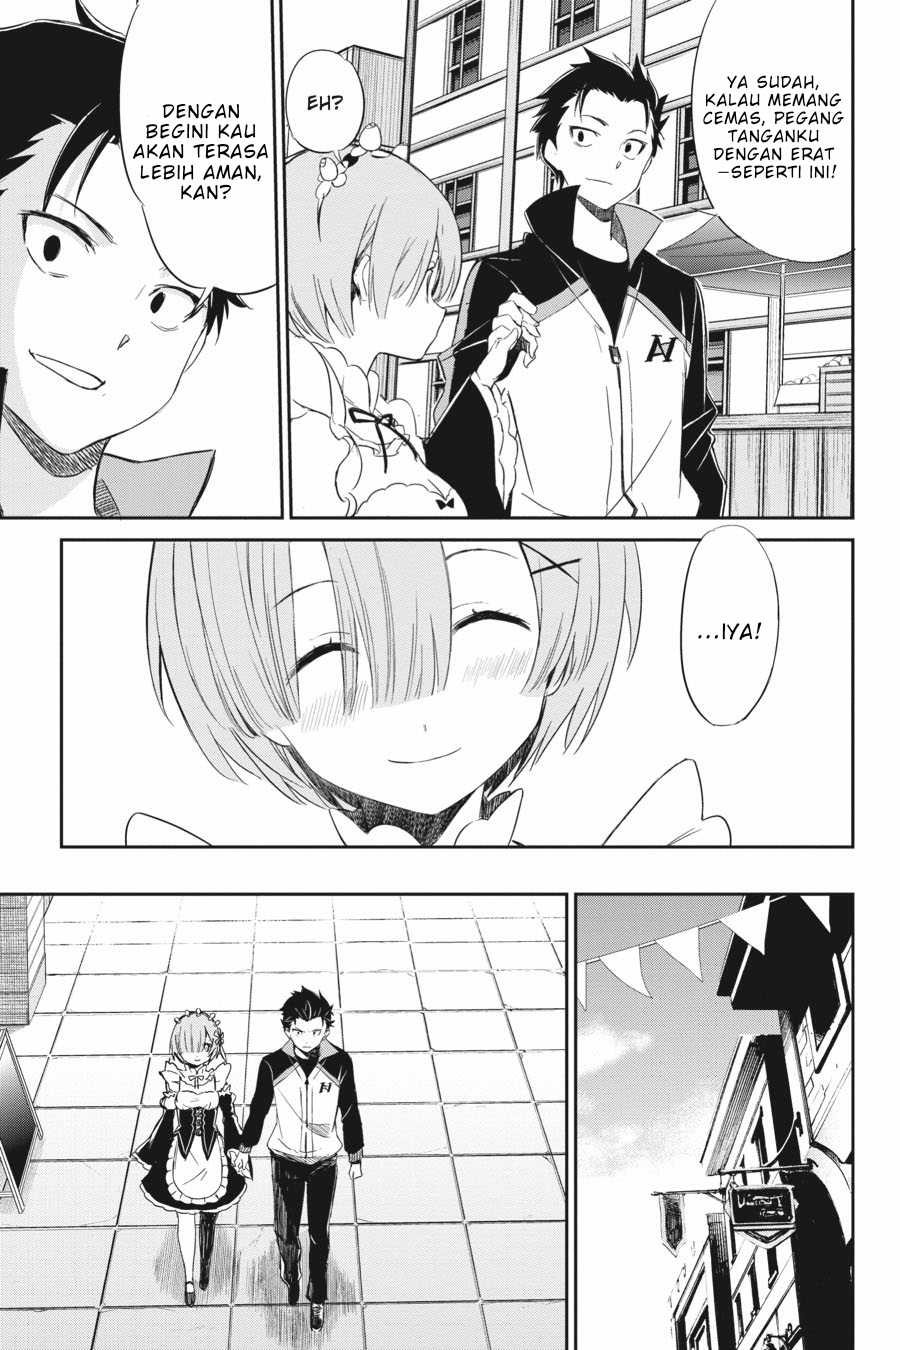 YA SUDAH,
KALAU MEMANG
CEMAS, PEGANG
TANGANKU
DENGAN ERAT
—SEPERTI INI!
EH?
DENGAN
BEGINI KAU
AKAN TERASA
LEBIH AMAN,
KAN?
...IYA!